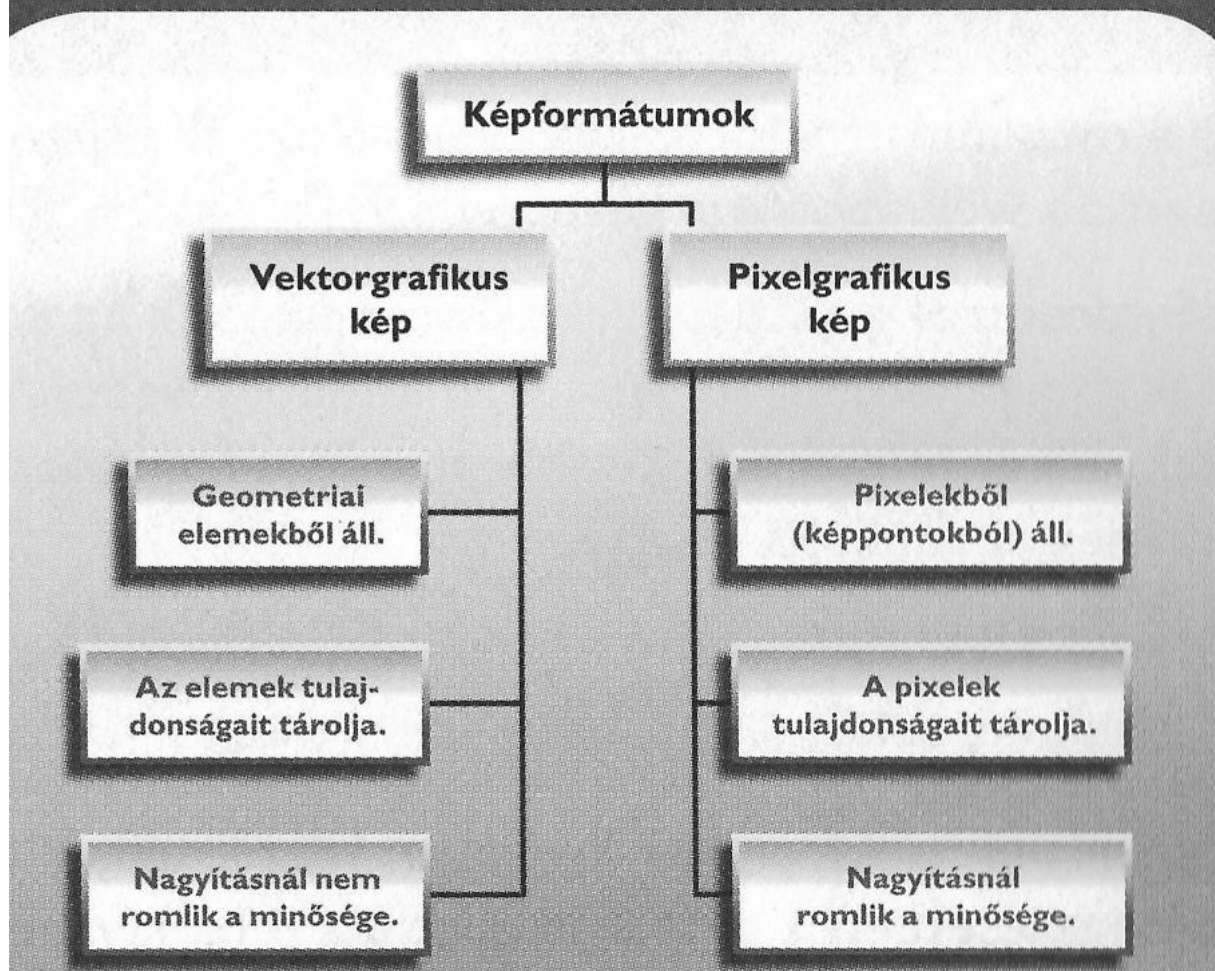 Képformátumok
Vektorgrafikus
kép
Pixelgrafikus
kép
Geometriai
elemekből áll.
Pixelekből
(képpontokból) áll.
Az elemek tulaj-
donságait tárolja.
A pixelek
tulajdonságait tárolja.
Nagyításnál nem
romlik a minősége.
Nagyításnál
romlik a minősége.